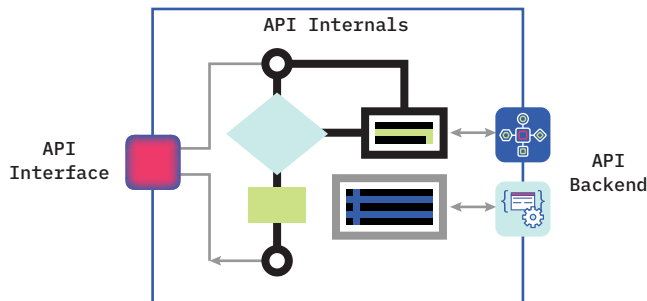 API Internals
API
Interface
API
Backend